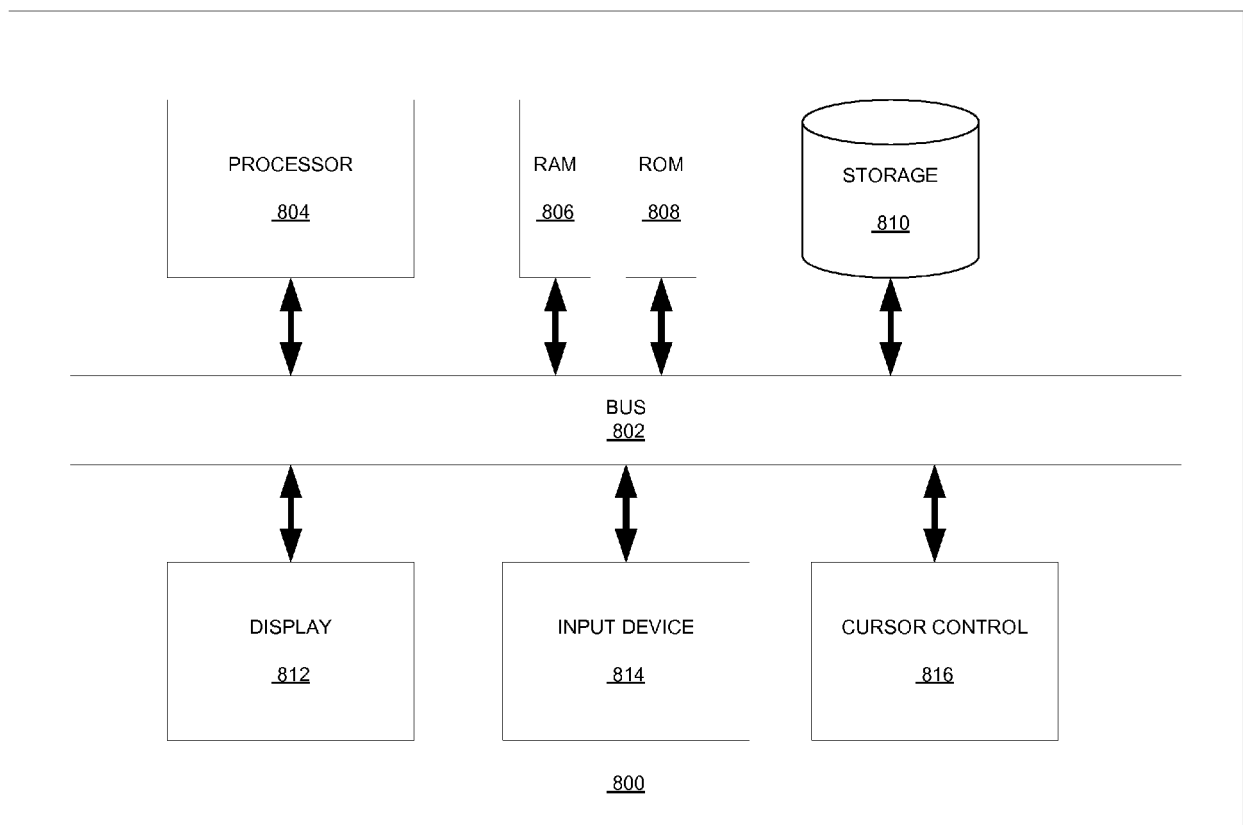 PROCESSOR
804
RAM
806
ROM
808
STORAGE
810
BUS
802
DISPLAY
812
INPUT DEVICE
814
CURSOR CONTROL
816
800